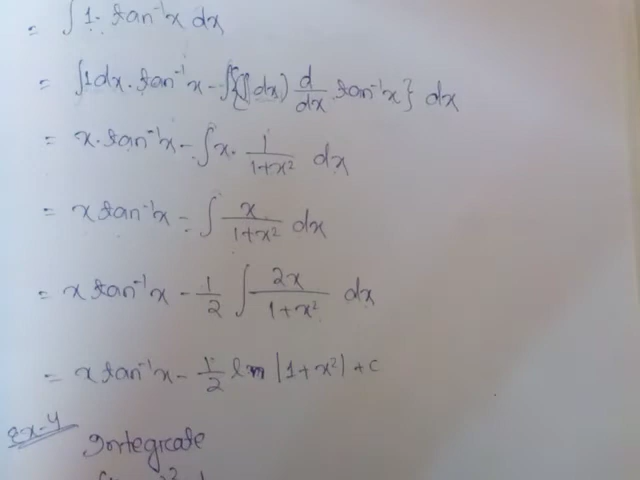 = ∫ 1. tan⁻¹x dx
= ∫1dx. tan⁻¹x - ∫{(∫dx) d/dx tan⁻¹x} dx
= x. tan⁻¹x - ∫x. 1/(1+x²) dx
= x tan⁻¹x - ∫ x/(1+x²) dx
= x tan⁻¹x - 1/2 ∫ 2x/(1+x²) dx
= x tan⁻¹x - 1/2 ln |1+x²| + c
ex-4
Integrate